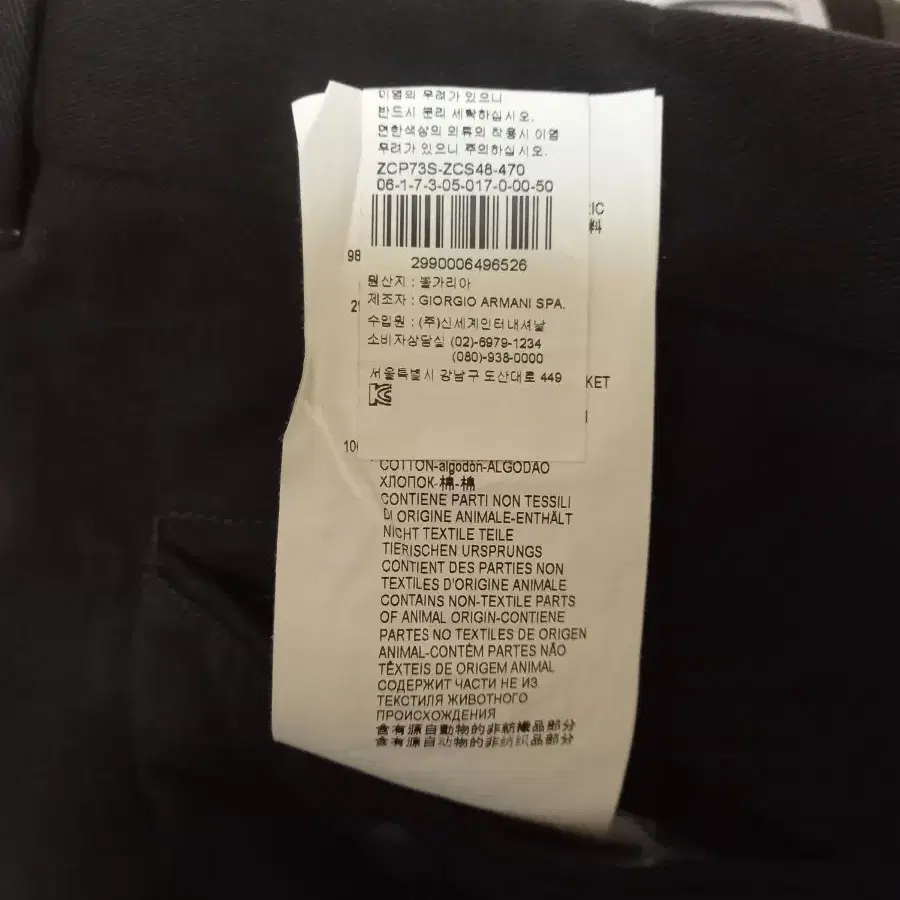 이염의 우려가 있으니
반드시 분리 세탁하십시오.
면한색상의 의류의 착용시 이염
우려가 있으니 주의하십시오.
ZCP73S-ZCS48-470
06-1-7-3-05-017-0-00-50
IC
料
98
2990006496526
원산지 : 불가리아
2
제조자 : GIORGIO ARMANI SPA.
수입원 : (주)신세계인터내셔날
소비자상담실 (02)-6979-1234
(080)-938-0000
서울특별시 강남구 도산대로 449
KET
10
COTTON-algodón-ALGODÃO
ХЛОПОК-棉-棉
CONTIENE PARTI NON TESSILI
DI ORIGINE ANIMALE-ENTHÄLT
NICHT TEXTILE TEILE
TIERISCHEN URSPRUNGS
CONTIENT DES PARTIES NON
TEXTILES D'ORIGINE ANIMALE
CONTAINS NON-TEXTILE PARTS
OF ANIMAL ORIGIN-CONTIENE
PARTES NO TEXTILES DE ORIGEN
ANIMAL-CONTÉM PARTES NÃO
TÊXTEIS DE ORIGEM ANIMAL
СОДЕРЖИТ ЧАСТИ НЕ ИЗ
ТЕКСТИЛЯ ЖИВОТНОГО
ПРОИСХОЖДЕНИЯ
含有源自動物的非紡織品部分
含有源自动物的非纺织品部分